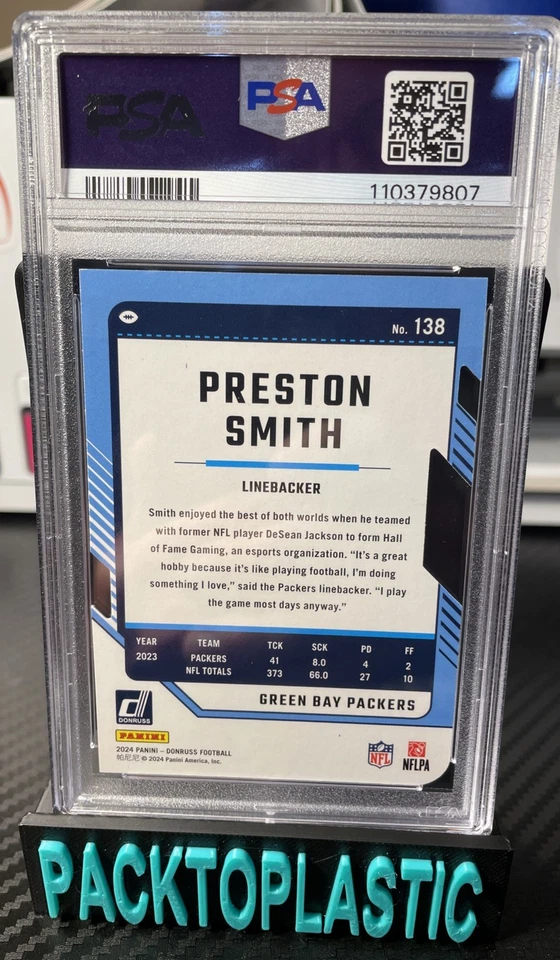 PSA
PSA
110379807
No. 138
PRESTON
SMITH
LINEBACKER
Smith enjoyed the best of both worlds when he teamed
with former NFL player DeSean Jackson to form Hall
of Fame Gaming, an esports organization. “It’s a great
hobby because it’s like playing football, I’m doing
something I love,” said the Packers linebacker. “I play
the game most days anyway.”
YEAR TEAM TCK SCK PD FF
2023 PACKERS 41 8.0 4 2
NFL TOTALS 373 66.0 27 10
GREEN BAY PACKERS
DONRUSS
PANINI
2024 PANINI – DONRUSS FOOTBALL
帕尼尼 © 2024 Panini America, Inc.
NFL
NFLPA
PACKTOPLASTIC